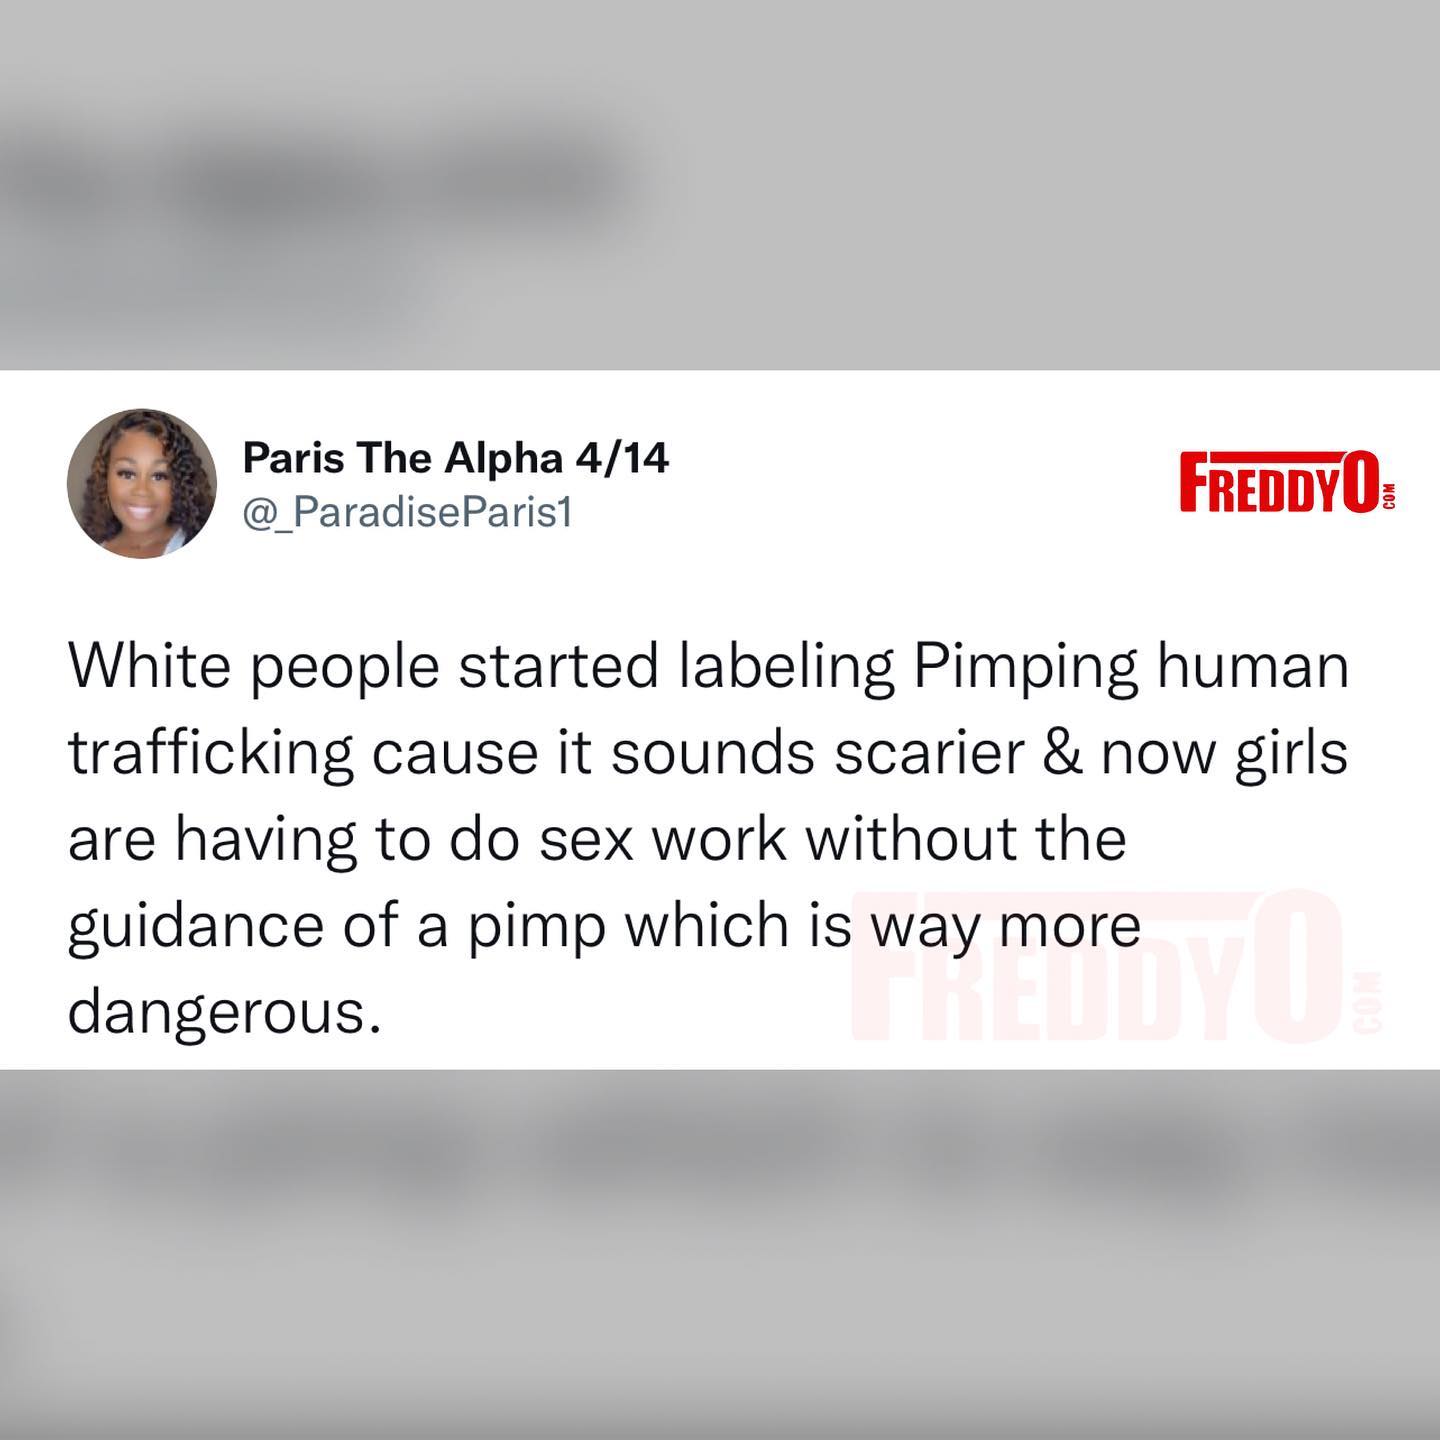 Paris The Alpha 4/14
@_ParadiseParis1
FREDDYO COM
White people started labeling Pimping human
trafficking cause it sounds scarier & now girls
are having to do sex work without the
guidance of a pimp which is way more
dangerous.
FREDDYO COM